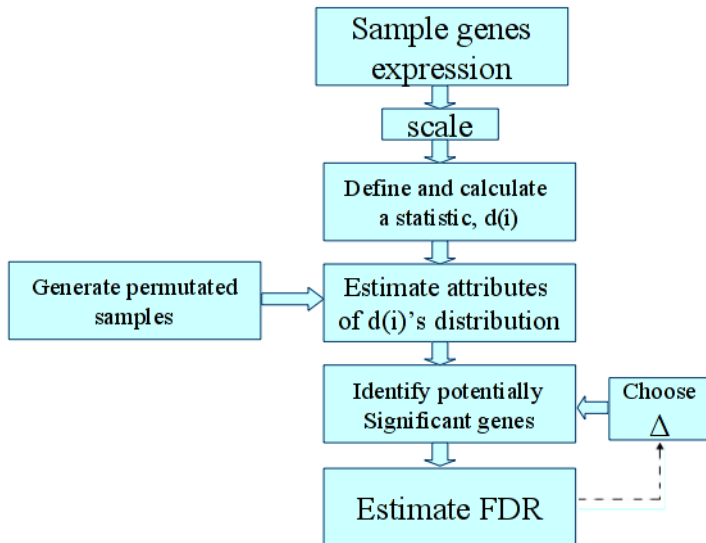 Sample genes
expression
scale
Define and calculate
a statistic, d(i)
Generate permutated
samples
Estimate attributes
of d(i)’s distribution
Identify potentially
Significant genes
Choose
Δ
Estimate FDR